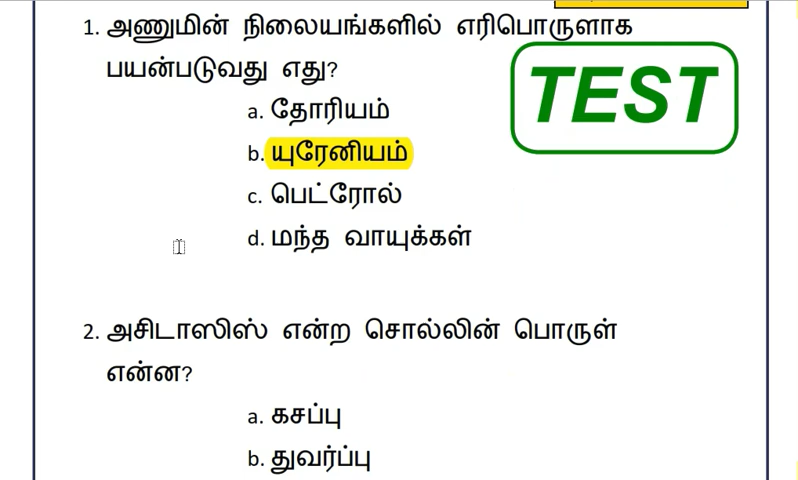 1. அணுமின் நிலையங்களில் எரிபொருளாக
பயன்படுவது எது?
TEST
a. தோரியம்
b. யுரேனியம்
c. பெட்ரோல்
d. மந்த வாயுக்கள்
2. அசிடாஸிஸ் என்ற சொல்லின் பொருள்
என்ன?
a. கசப்பு
b. துவர்ப்பு